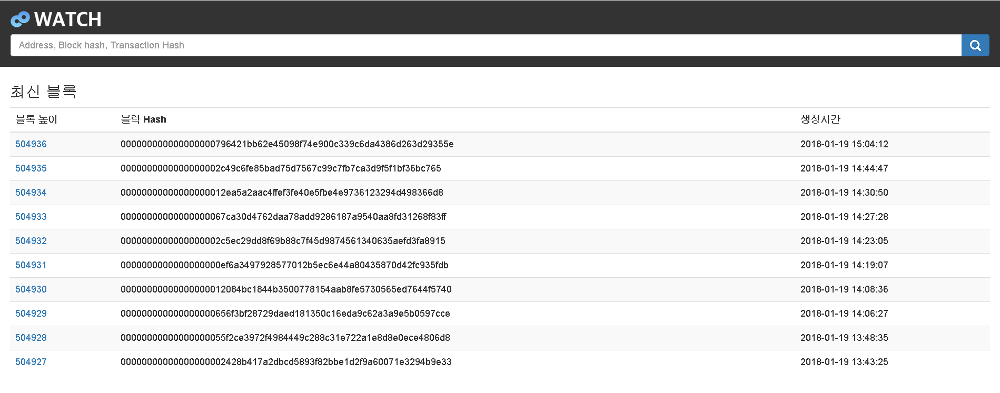 WATCH
Address, Block hash, Transaction Hash
최신 블록
블록 높이 블럭 Hash 생성시간
504936 000000000000000000796421bb62e45098f74e900c339c6da4386d263d29355e 2018-01-19 15:04:12
504935 0000000000000000002c49c6fe85bad75d7567c99c7fb7ca3d9f5f1bf36bc765 2018-01-19 14:44:47
504934 00000000000000000012ea5a2aac4ffef3fe40e5fbe4e9736123294d498366d8 2018-01-19 14:30:50
504933 00000000000000000067ca30d4762daa78add9286187a9540aa8fd31268f83ff 2018-01-19 14:27:28
504932 0000000000000000002c5ec29dd8f69b88c7f45d9874561340635aefd3fa8915 2018-01-19 14:23:05
504931 0000000000000000000ef6a3497928577012b5ec6e44a80435870d42fc935fdb 2018-01-19 14:19:07
504930 00000000000000000012084bc1844b3500778154aab8fe5730565ed7644f5740 2018-01-19 14:08:36
504929 000000000000000000656f3bf28729daed181350c16eda9c62a3a9e5b0597cce 2018-01-19 14:06:27
504928 00000000000000000055f2ce3972f4984449c288c31e722a1e8d8e0ece4806d8 2018-01-19 13:48:35
504927 00000000000000000002428b417a2dbcd5893f82bbe1d2f9a60071e3294b9e33 2018-01-19 13:43:25